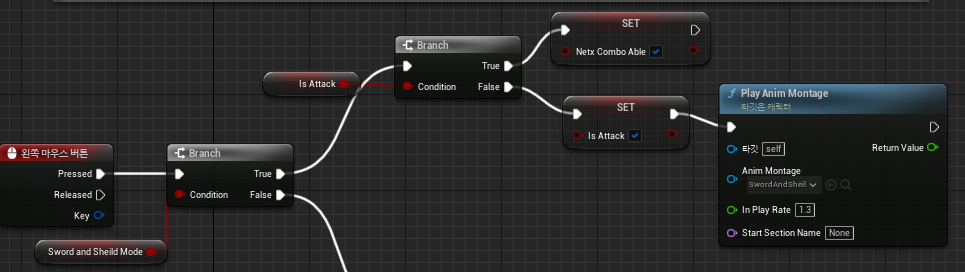 왼쪽 마우스 버튼
Pressed
Released
Key
Sword and Sheild Mode
Branch
True
Condition
False
Is Attack
Branch
True
Condition
False
SET
Netx Combo Able
SET
Is Attack
Play Anim Montage
타깃은 캐릭터
타깃 self
Return Value
Anim Montage
SwordAndSheil
In Play Rate 1.3
Start Section Name None